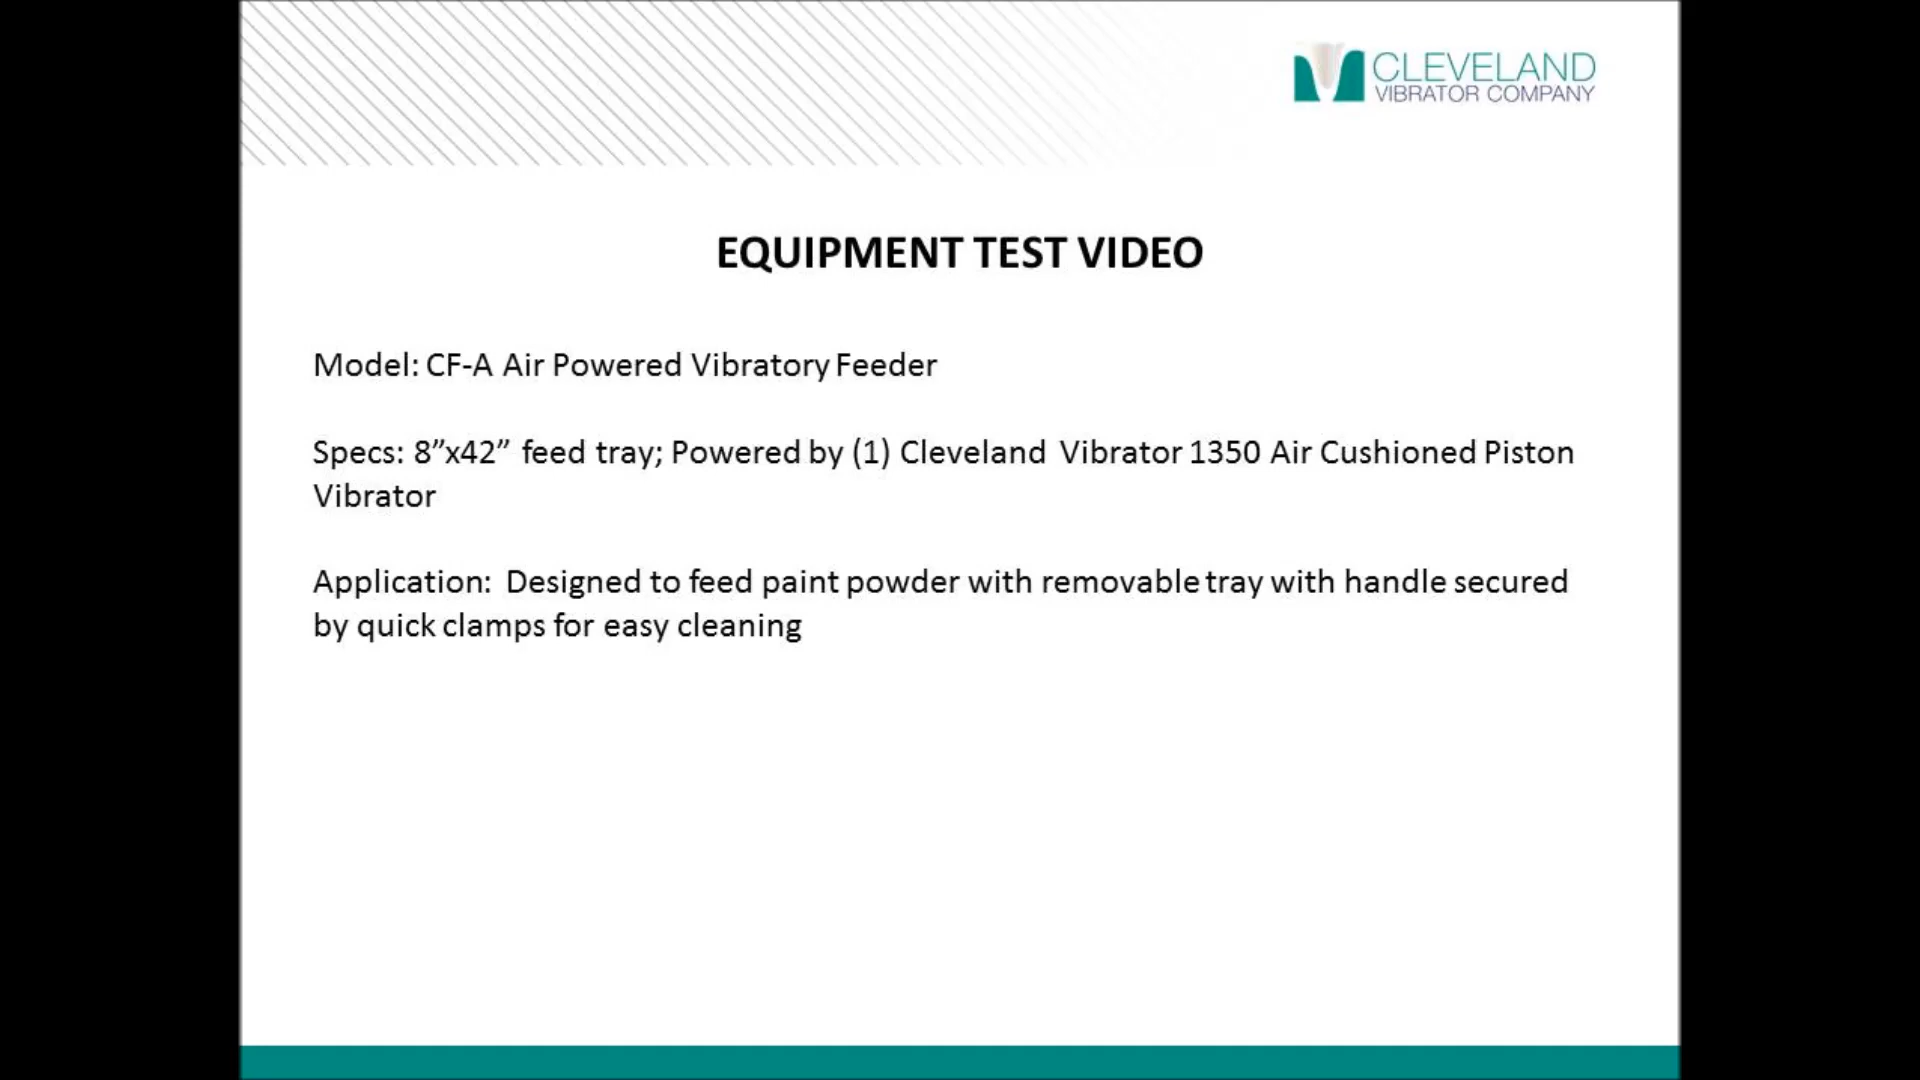 CLEVELAND
VIBRATOR COMPANY
EQUIPMENT TEST VIDEO
Model: CF-A Air Powered Vibratory Feeder
Specs: 8”x42” feed tray; Powered by (1) Cleveland Vibrator 1350 Air Cushioned Piston
Vibrator
Application: Designed to feed paint powder with removable tray with handle secured
by quick clamps for easy cleaning